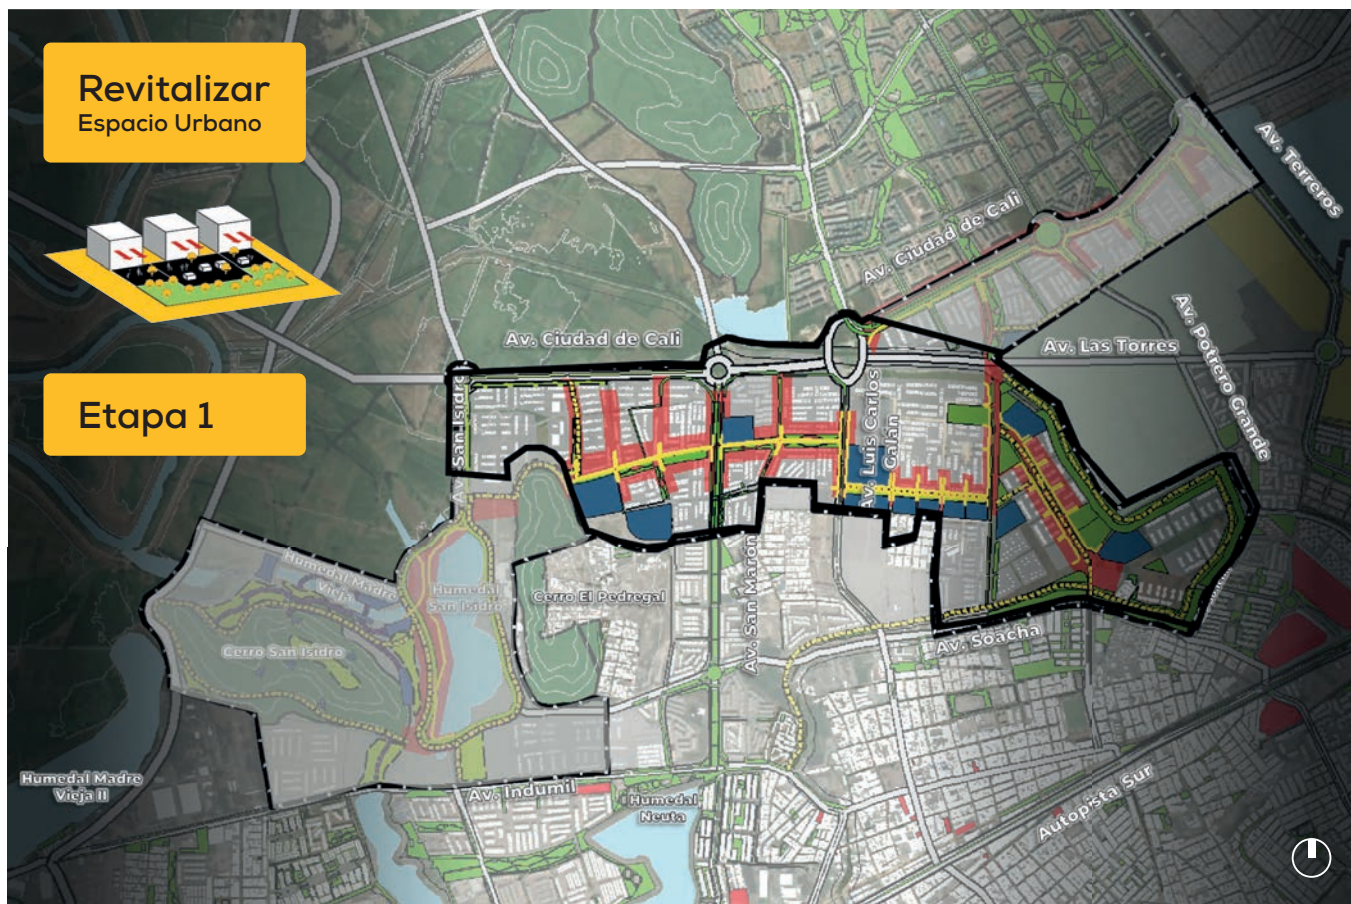 Revitalizar
Espacio Urbano
Etapa 1
Av. Terreros
Av. Ciudad de Cali
Av. Ciudad de Cali
Av. Las Torres
Av. Potrero Grande
Av. San Isidro
Av. Luis Carlos
Galán
Humedal Madre
Vieja
Humedal
San Isidro
Cerro El Pedregal
Cerro San Isidro
Av. San Marón
Av. Soacha
Humedal Madre
Vieja II
Av. Indumil
Humedal
Neuta
Autopista Sur